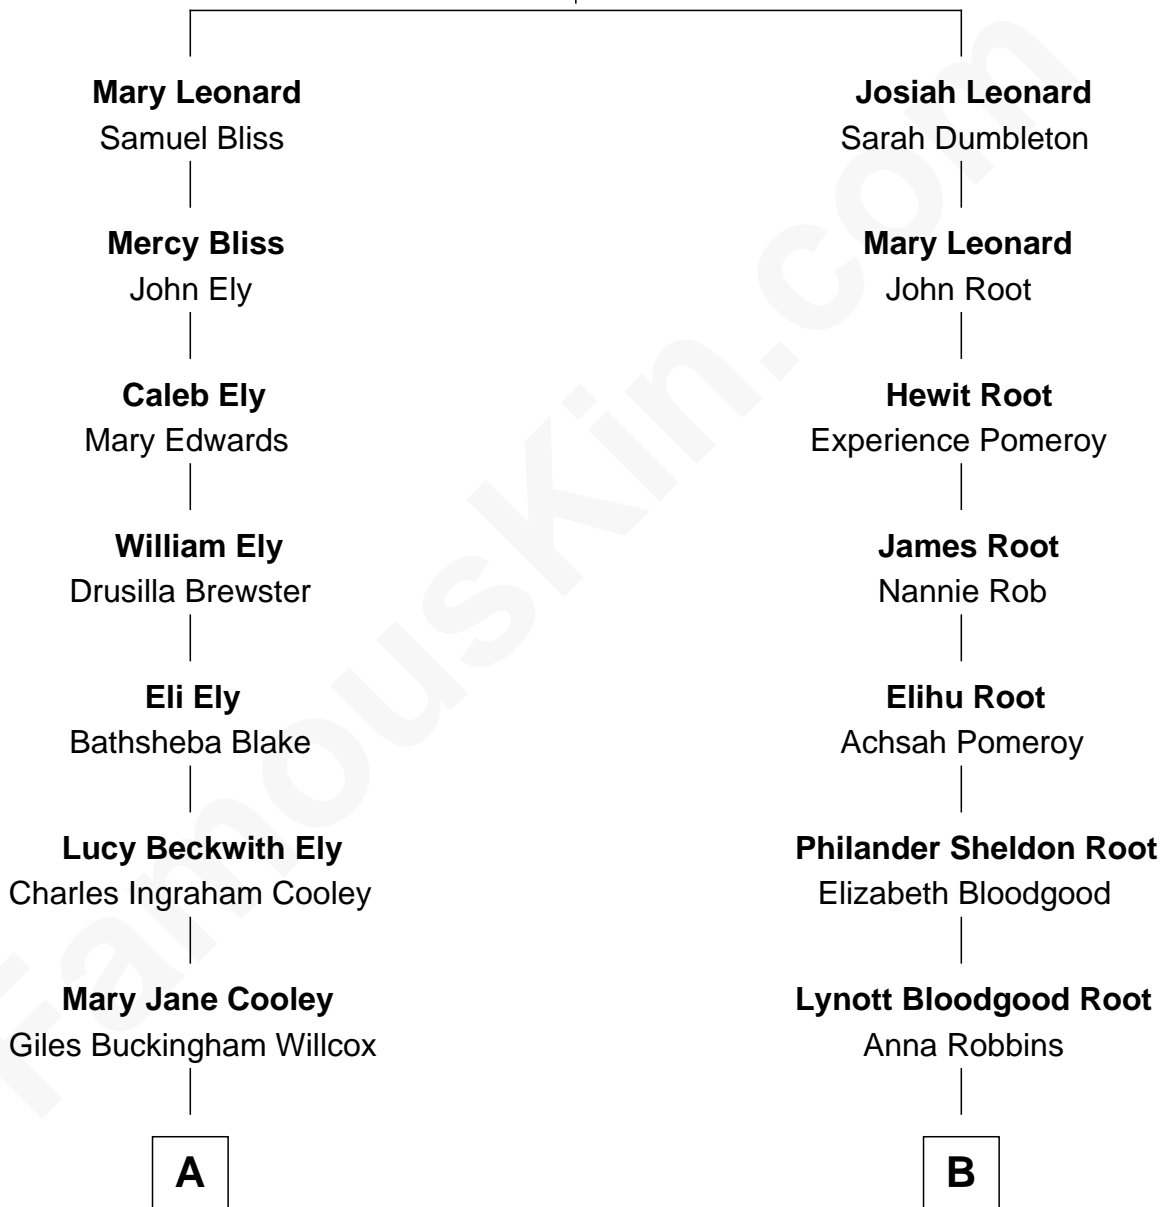 Mary Leonard
Samuel Bliss
Mercy Bliss
John Ely
Caleb Ely
Mary Edwards
William Ely
Drusilla Brewster
Eli Ely
Bathsheba Blake
Lucy Beckwith Ely
Charles Ingraham Cooley
Mary Jane Cooley
Giles Buckingham Willcox
A
Josiah Leonard
Sarah Dumbleton
Mary Leonard
John Root
Hewit Root
Experience Pomeroy
James Root
Nannie Rob
Elihu Root
Achsah Pomeroy
Philander Sheldon Root
Elizabeth Bloodgood
Lynott Bloodgood Root
Anna Robbins
B
FamousKin.com